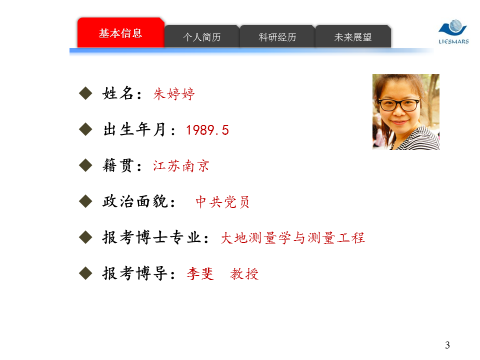 基本信息 个人简历 科研经历 未来展望
LIESMARS
姓名：朱婷婷
出生年月：1989.5
籍贯：江苏南京
政治面貌： 中共党员
报考博士专业：大地测量学与测量工程
报考博导：李斐 教授
3